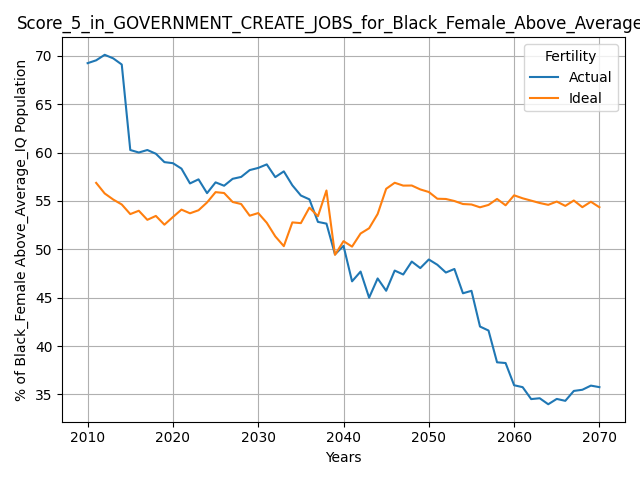 Score_5_in_GOVERNMENT_CREATE_JOBS_for_Black_Female_Above_Average
Fertility
Actual
Ideal
% of Black_Female Above_Average_IQ Population
70
65
60
55
50
45
40
35
2010 2020 2030 2040 2050 2060 2070
Years